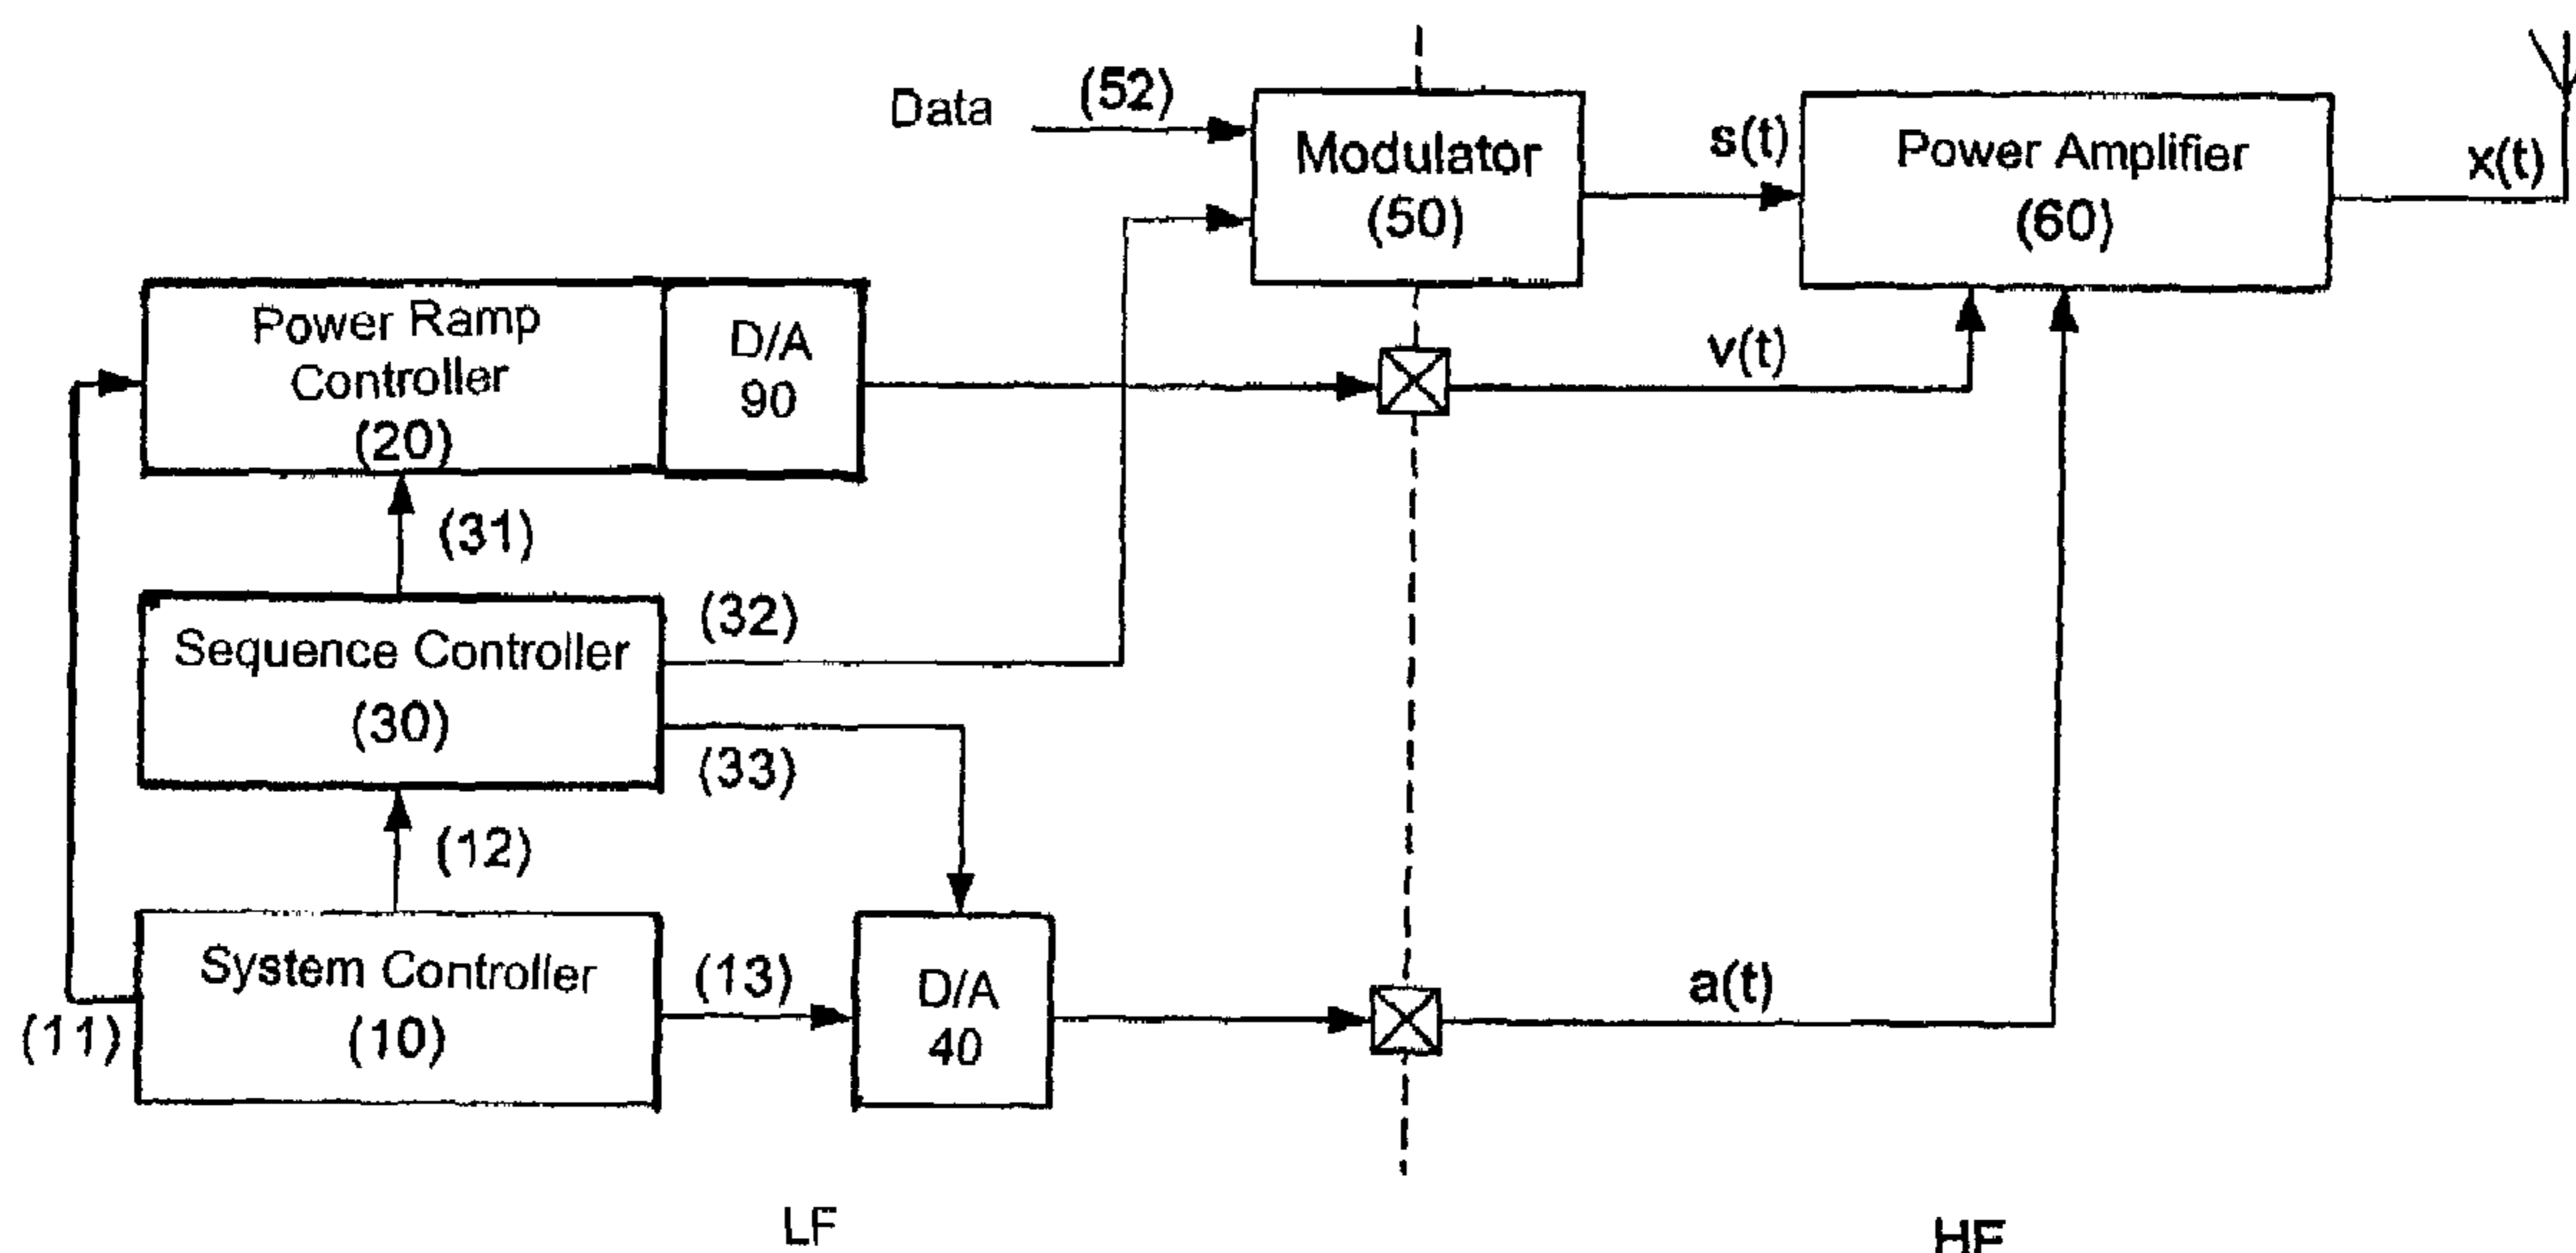 Data
(52)
Modulator
(50)
s(t)
Power Amplifier
(60)
x(t)
Power Ramp
Controller
(20)
D/A
90
v(t)
(31)
Sequence Controller
(30)
(32)
(33)
(12)
System Controller
(10)
(11)
(13)
D/A
40
a(t)
LF
HF